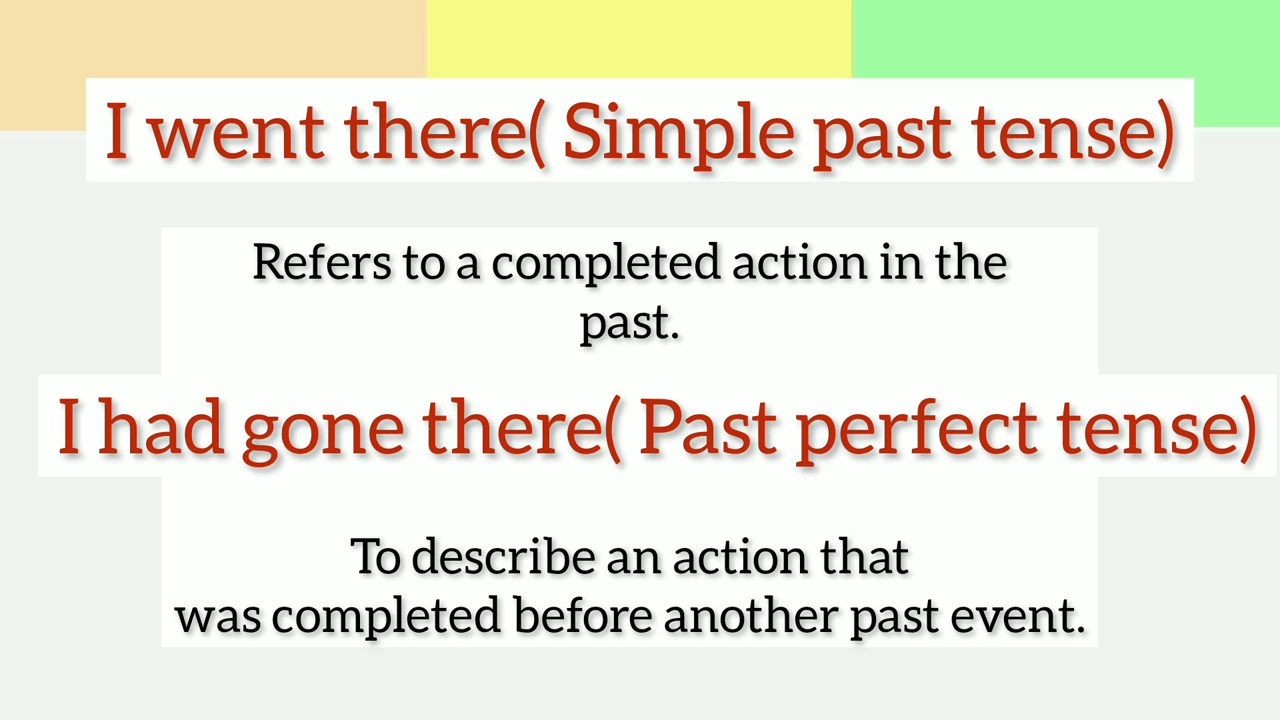 I went there( Simple past tense)
Refers to a completed action in the
past.
I had gone there( Past perfect tense)
To describe an action that
was completed before another past event.